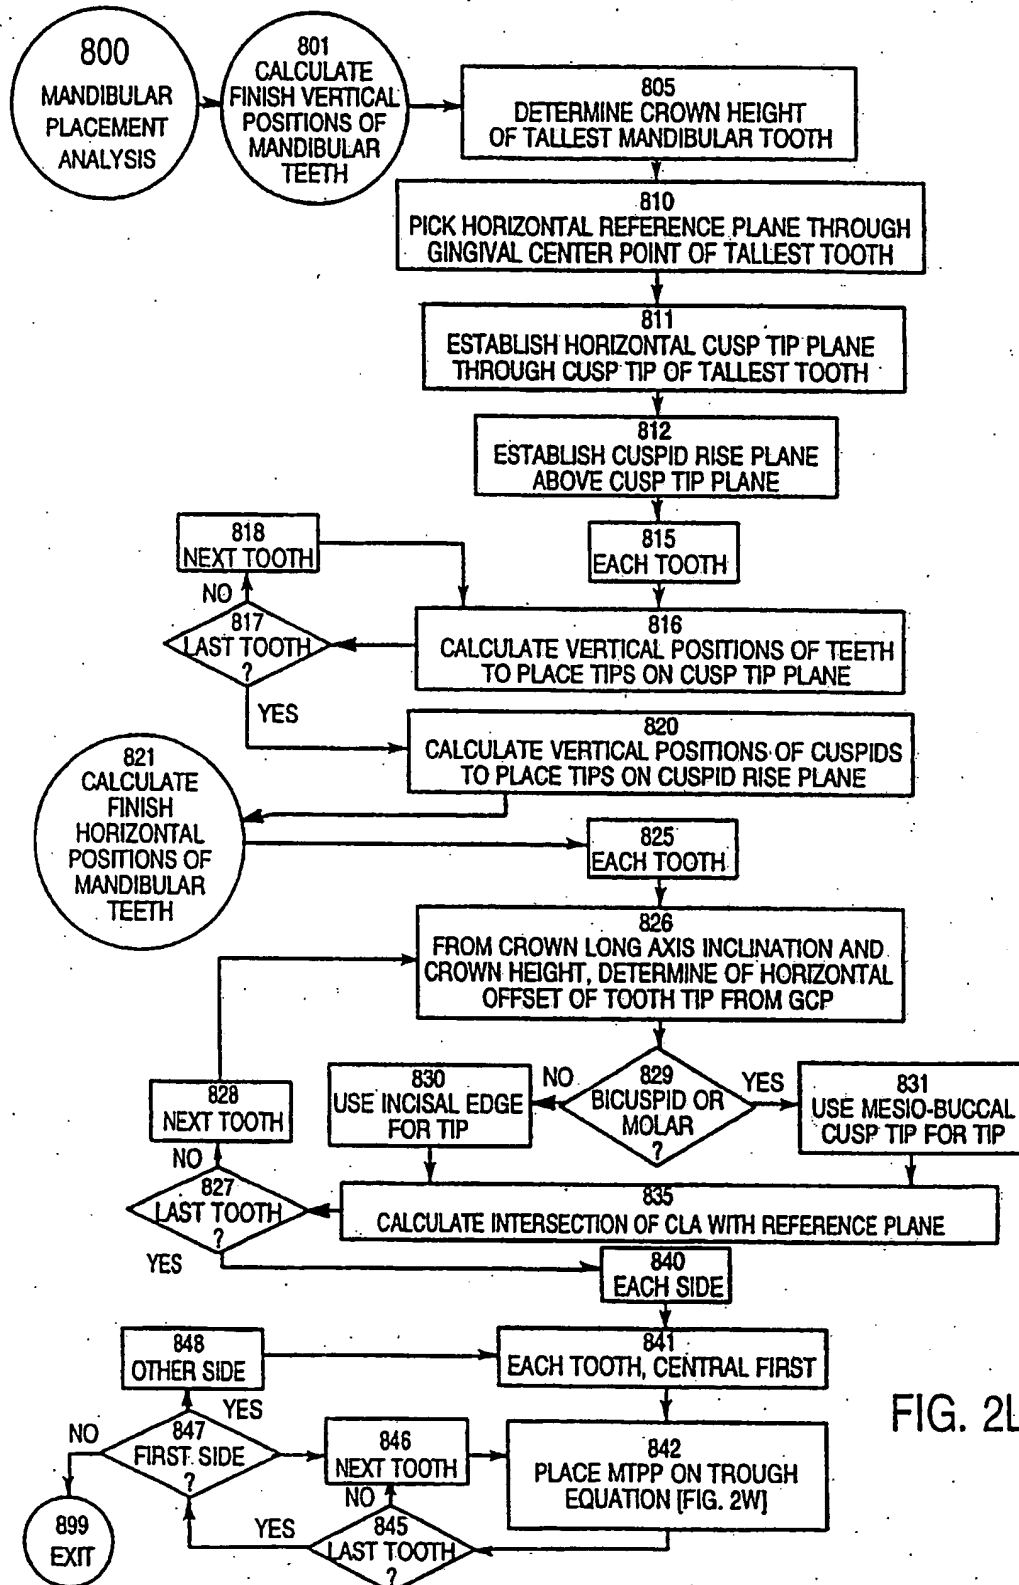 800
MANDIBULAR
PLACEMENT
ANALYSIS
801
CALCULATE
FINISH VERTICAL
POSITIONS OF
MANDIBULAR
TEETH
805
DETERMINE CROWN HEIGHT
OF TALLEST MANDIBULAR TOOTH
810
PICK HORIZONTAL REFERENCE PLANE THROUGH
GINGIVAL CENTER POINT OF TALLEST TOOTH
811
ESTABLISH HORIZONTAL CUSP TIP PLANE
THROUGH CUSP TIP OF TALLEST TOOTH
812
ESTABLISH CUSPID RISE PLANE
ABOVE CUSP TIP PLANE
815
EACH TOOTH
818
NEXT TOOTH
NO
817
LAST TOOTH
?
YES
816
CALCULATE VERTICAL POSITIONS OF TEETH
TO PLACE TIPS ON CUSP TIP PLANE
820
CALCULATE VERTICAL POSITIONS OF CUSPIDS
TO PLACE TIPS ON CUSPID RISE PLANE
821
CALCULATE
FINISH
HORIZONTAL
POSITIONS OF
MANDIBULAR
TEETH
825
EACH TOOTH
826
FROM CROWN LONG AXIS INCLINATION AND
CROWN HEIGHT, DETERMINE OF HORIZONTAL
OFFSET OF TOOTH TIP FROM GCP
829
BICUSPID OR
MOLAR
?
NO
YES
830
USE INCISAL EDGE
FOR TIP
831
USE MESIO-BUCCAL
CUSP TIP FOR TIP
828
NEXT TOOTH
NO
827
LAST TOOTH
?
YES
835
CALCULATE INTERSECTION OF CLA WITH REFERENCE PLANE
840
EACH SIDE
848
OTHER SIDE
841
EACH TOOTH, CENTRAL FIRST
YES
NO
847
FIRST SIDE
?
846
NEXT TOOTH
842
PLACE MTPP ON TROUGH
EQUATION [FIG. 2W]
NO
YES
845
LAST TOOTH
?
899
EXIT
FIG. 2L